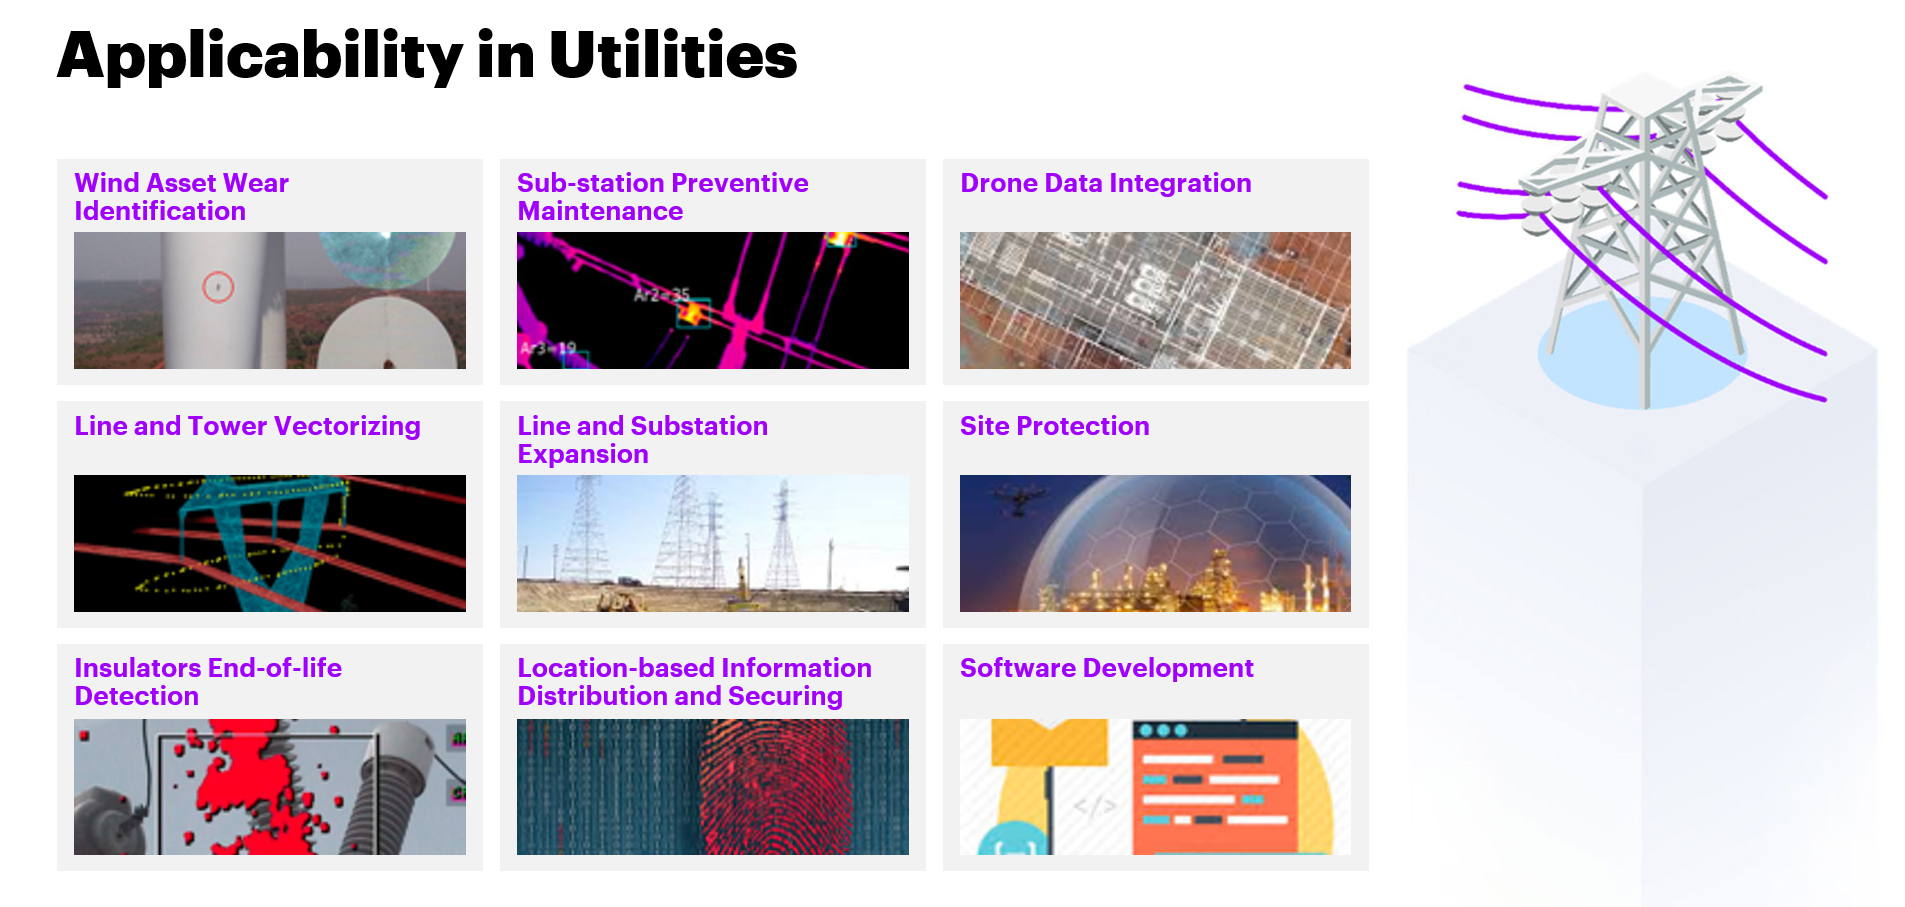 Applicability in Utilities
Wind Asset Wear
Identification
Sub-station Preventive
Maintenance
Drone Data Integration
Ar2=35
Ar3=19
Line and Tower Vectorizing
Line and Substation
Expansion
Site Protection
Insulators End-of-life
Detection
Location-based Information
Distribution and Securing
Software Development
</>